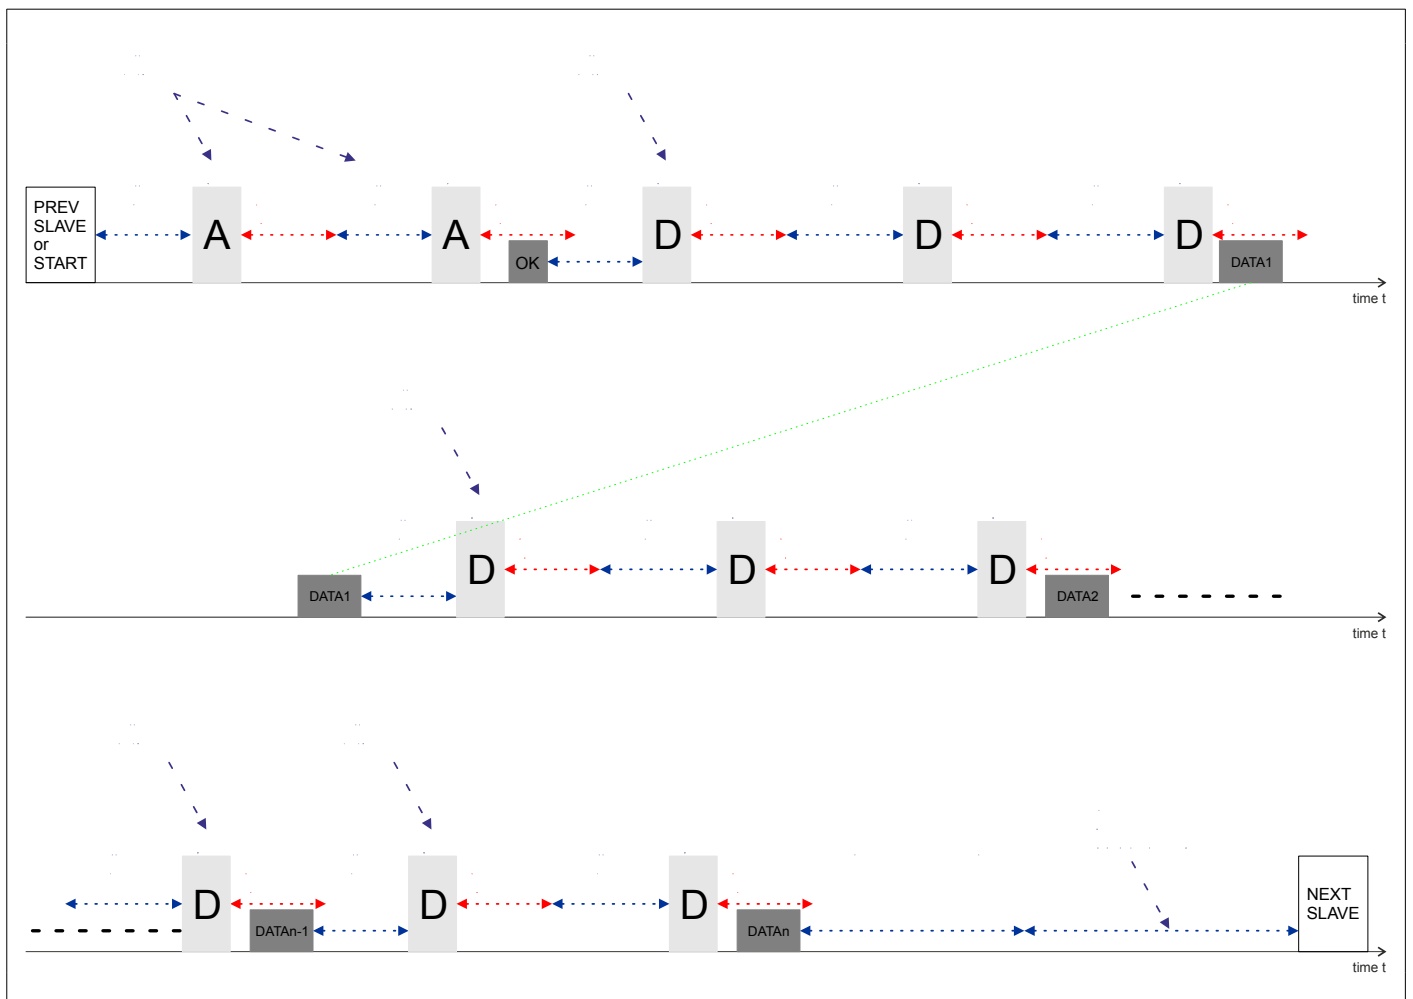 PREV
SLAVE
or
START
A
A
OK
D
D
D
DATA1
time t
DATA1
D
D
D
DATA2
time t
D
DATAn-1
D
D
DATAn
NEXT
SLAVE
time t